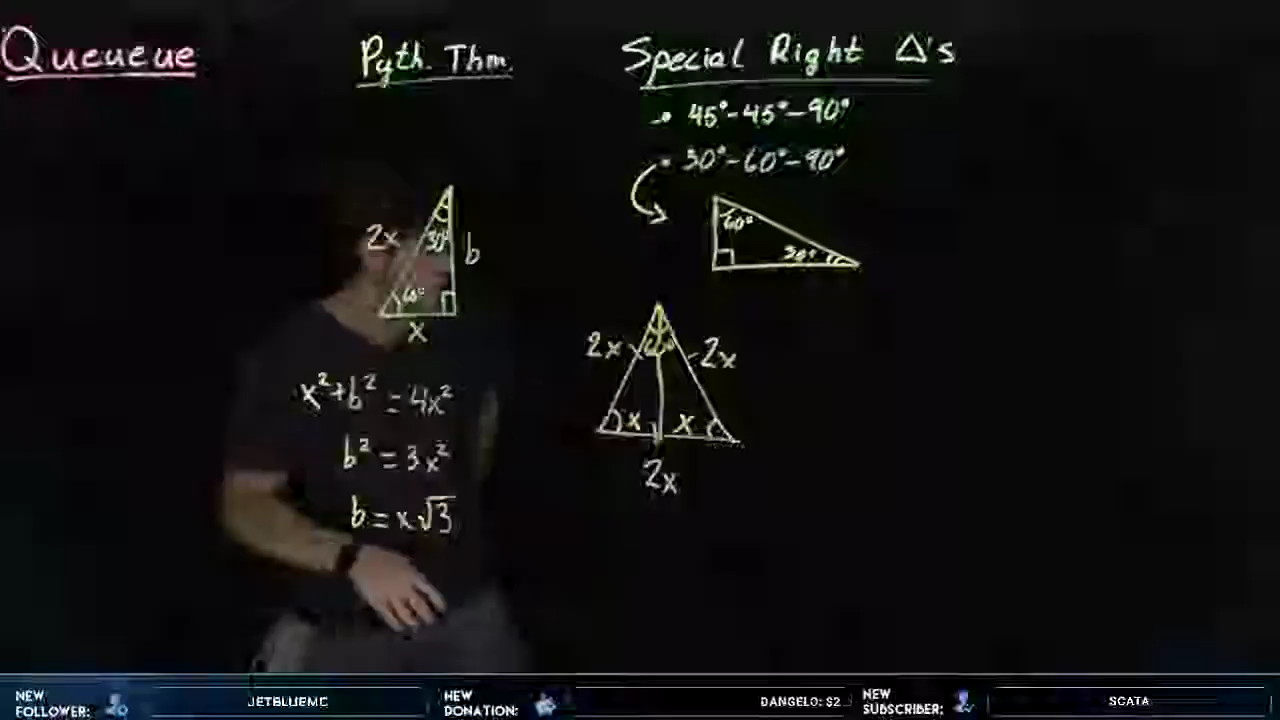 Queueue
Pyth. Thm.
Special Right Δ's
• 45°-45°-90°
• 30°-60°-90°
60°
30°
2x
30°
b
60°
x
x²+b² = 4x²
b² = 3x²
b = x√3
2x
60°
2x
x
x
2x
NEW FOLLOWER:
JETBLUEMC
NEW DONATION:
DANGELO: $2
NEW SUBSCRIBER:
SCATA